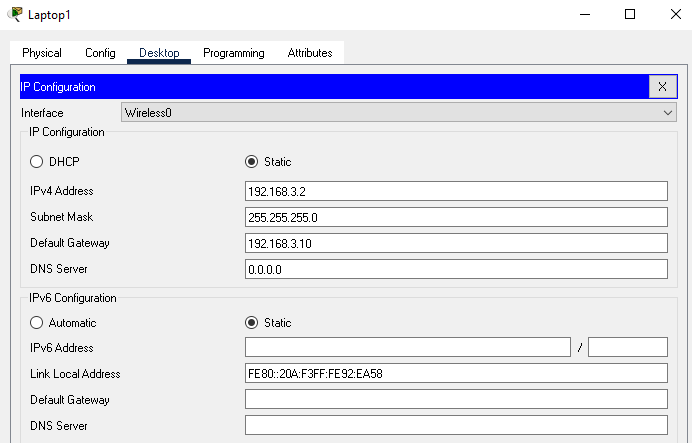 Laptop1
Physical Config Desktop Programming Attributes
IP Configuration X
Interface Wireless0
IP Configuration
DHCP Static
IPv4 Address 192.168.3.2
Subnet Mask 255.255.255.0
Default Gateway 192.168.3.10
DNS Server 0.0.0.0
IPv6 Configuration
Automatic Static
IPv6 Address /
Link Local Address FE80::20A:F3FF:FE92:EA58
Default Gateway
DNS Server